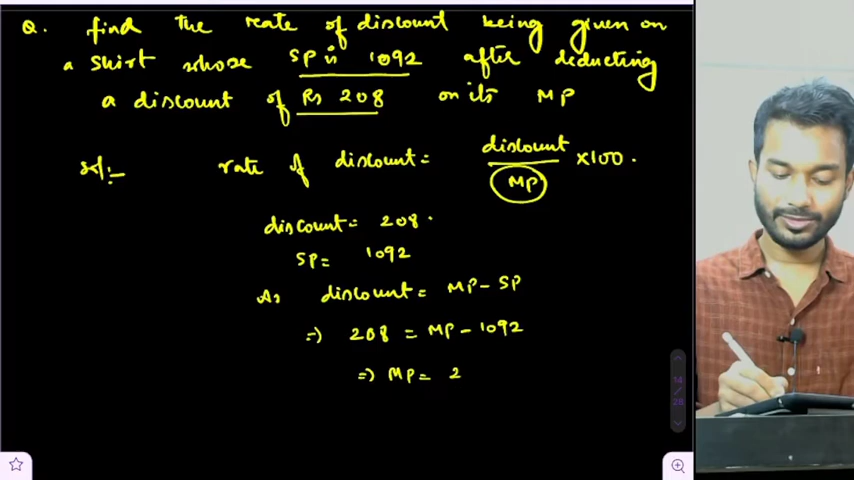 Q. find the rate of discount being given on
a shirt whose SP is 1092 after deducting
a discount of Rs 208 on its MP
sol:- rate of discount = discount/MP ×100.
discount = 208.
SP = 1092
As discount = MP - SP
=> 208 = MP - 1092
=> MP = 2
14
/
28